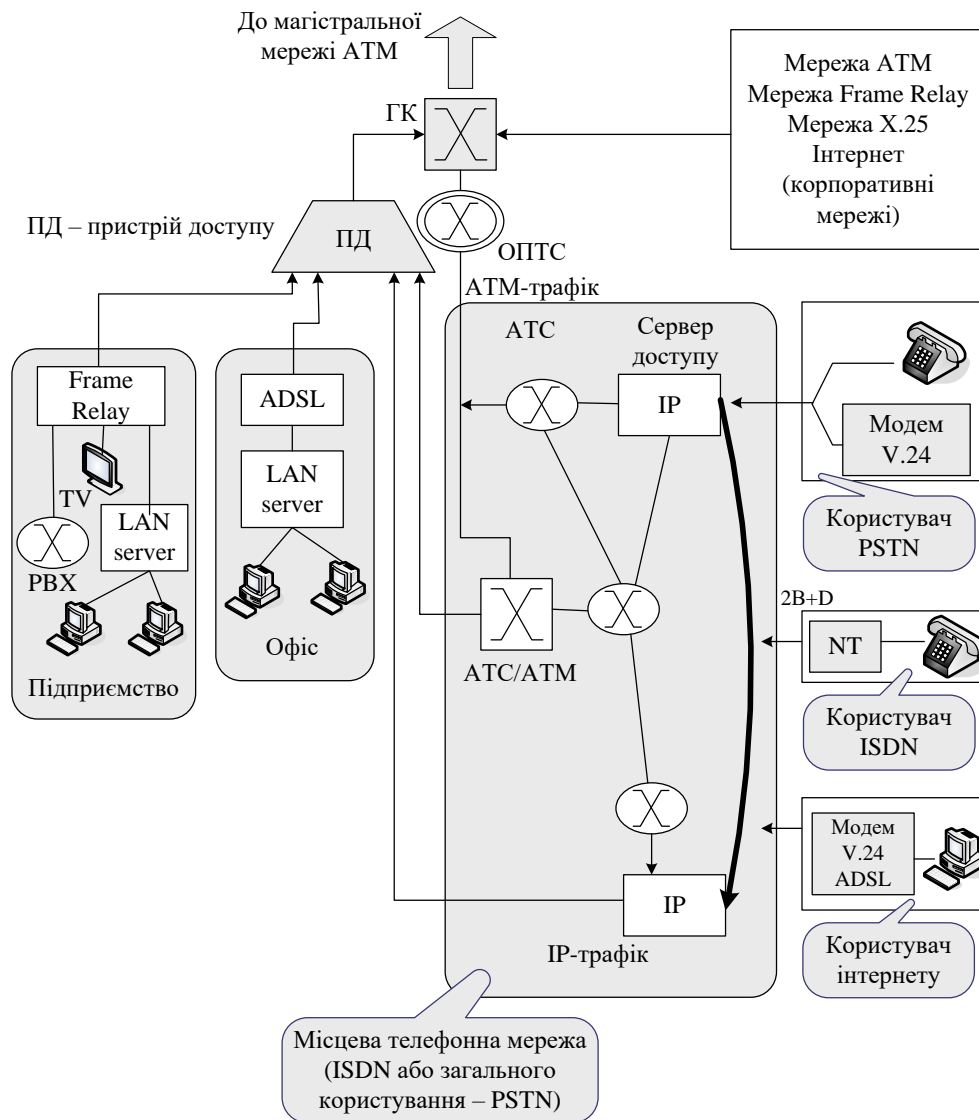 До магістральної
мережі АТМ
ГК
Мережа АТМ
Мережа Frame Relay
Мережа X.25
Інтернет
(корпоративні
мережі)
ПД – пристрій доступу
ПД
ОПТС
АТМ-трафік
АТС
Сервер
доступу
IP
Модем
V.24
Користувач
PSTN
Frame
Relay
TV
LAN
server
PBX
Підприємство
ADSL
LAN
server
Офіс
АТС/АТМ
2B+D
NT
Користувач
ISDN
Модем
V.24
ADSL
Користувач
інтернету
IP
IP-трафік
Місцева телефонна мережа
(ISDN або загального
користування – PSTN)